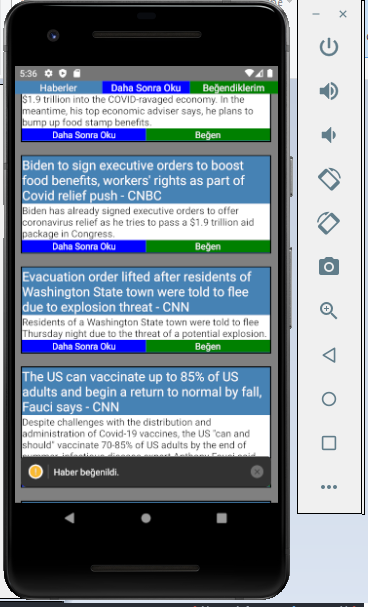 5:36
Haberler Daha Sonra Oku Beğendiklerim
$1.9 trillion into the COVID-ravaged economy. In the
meantime, his top economic adviser says, he plans to
bump up food stamp benefits.
Daha Sonra Oku Beğen
Biden to sign executive orders to boost
food benefits, workers' rights as part of
Covid relief push - CNBC
Biden has already signed executive orders to offer
coronavirus relief as he tries to pass a $1.9 trillion aid
package in Congress.
Daha Sonra Oku Beğen
Evacuation order lifted after residents of
Washington State town were told to flee
due to explosion threat - CNN
Residents of a Washington State town were told to flee
Thursday night due to the threat of a potential explosion.
Daha Sonra Oku Beğen
The US can vaccinate up to 85% of US
adults and begin a return to normal by fall,
Fauci says - CNN
Despite challenges with the distribution and
administration of Covid-19 vaccines, the US "can and
should" vaccinate 70-85% of US adults by the end of
Haber beğenildi.